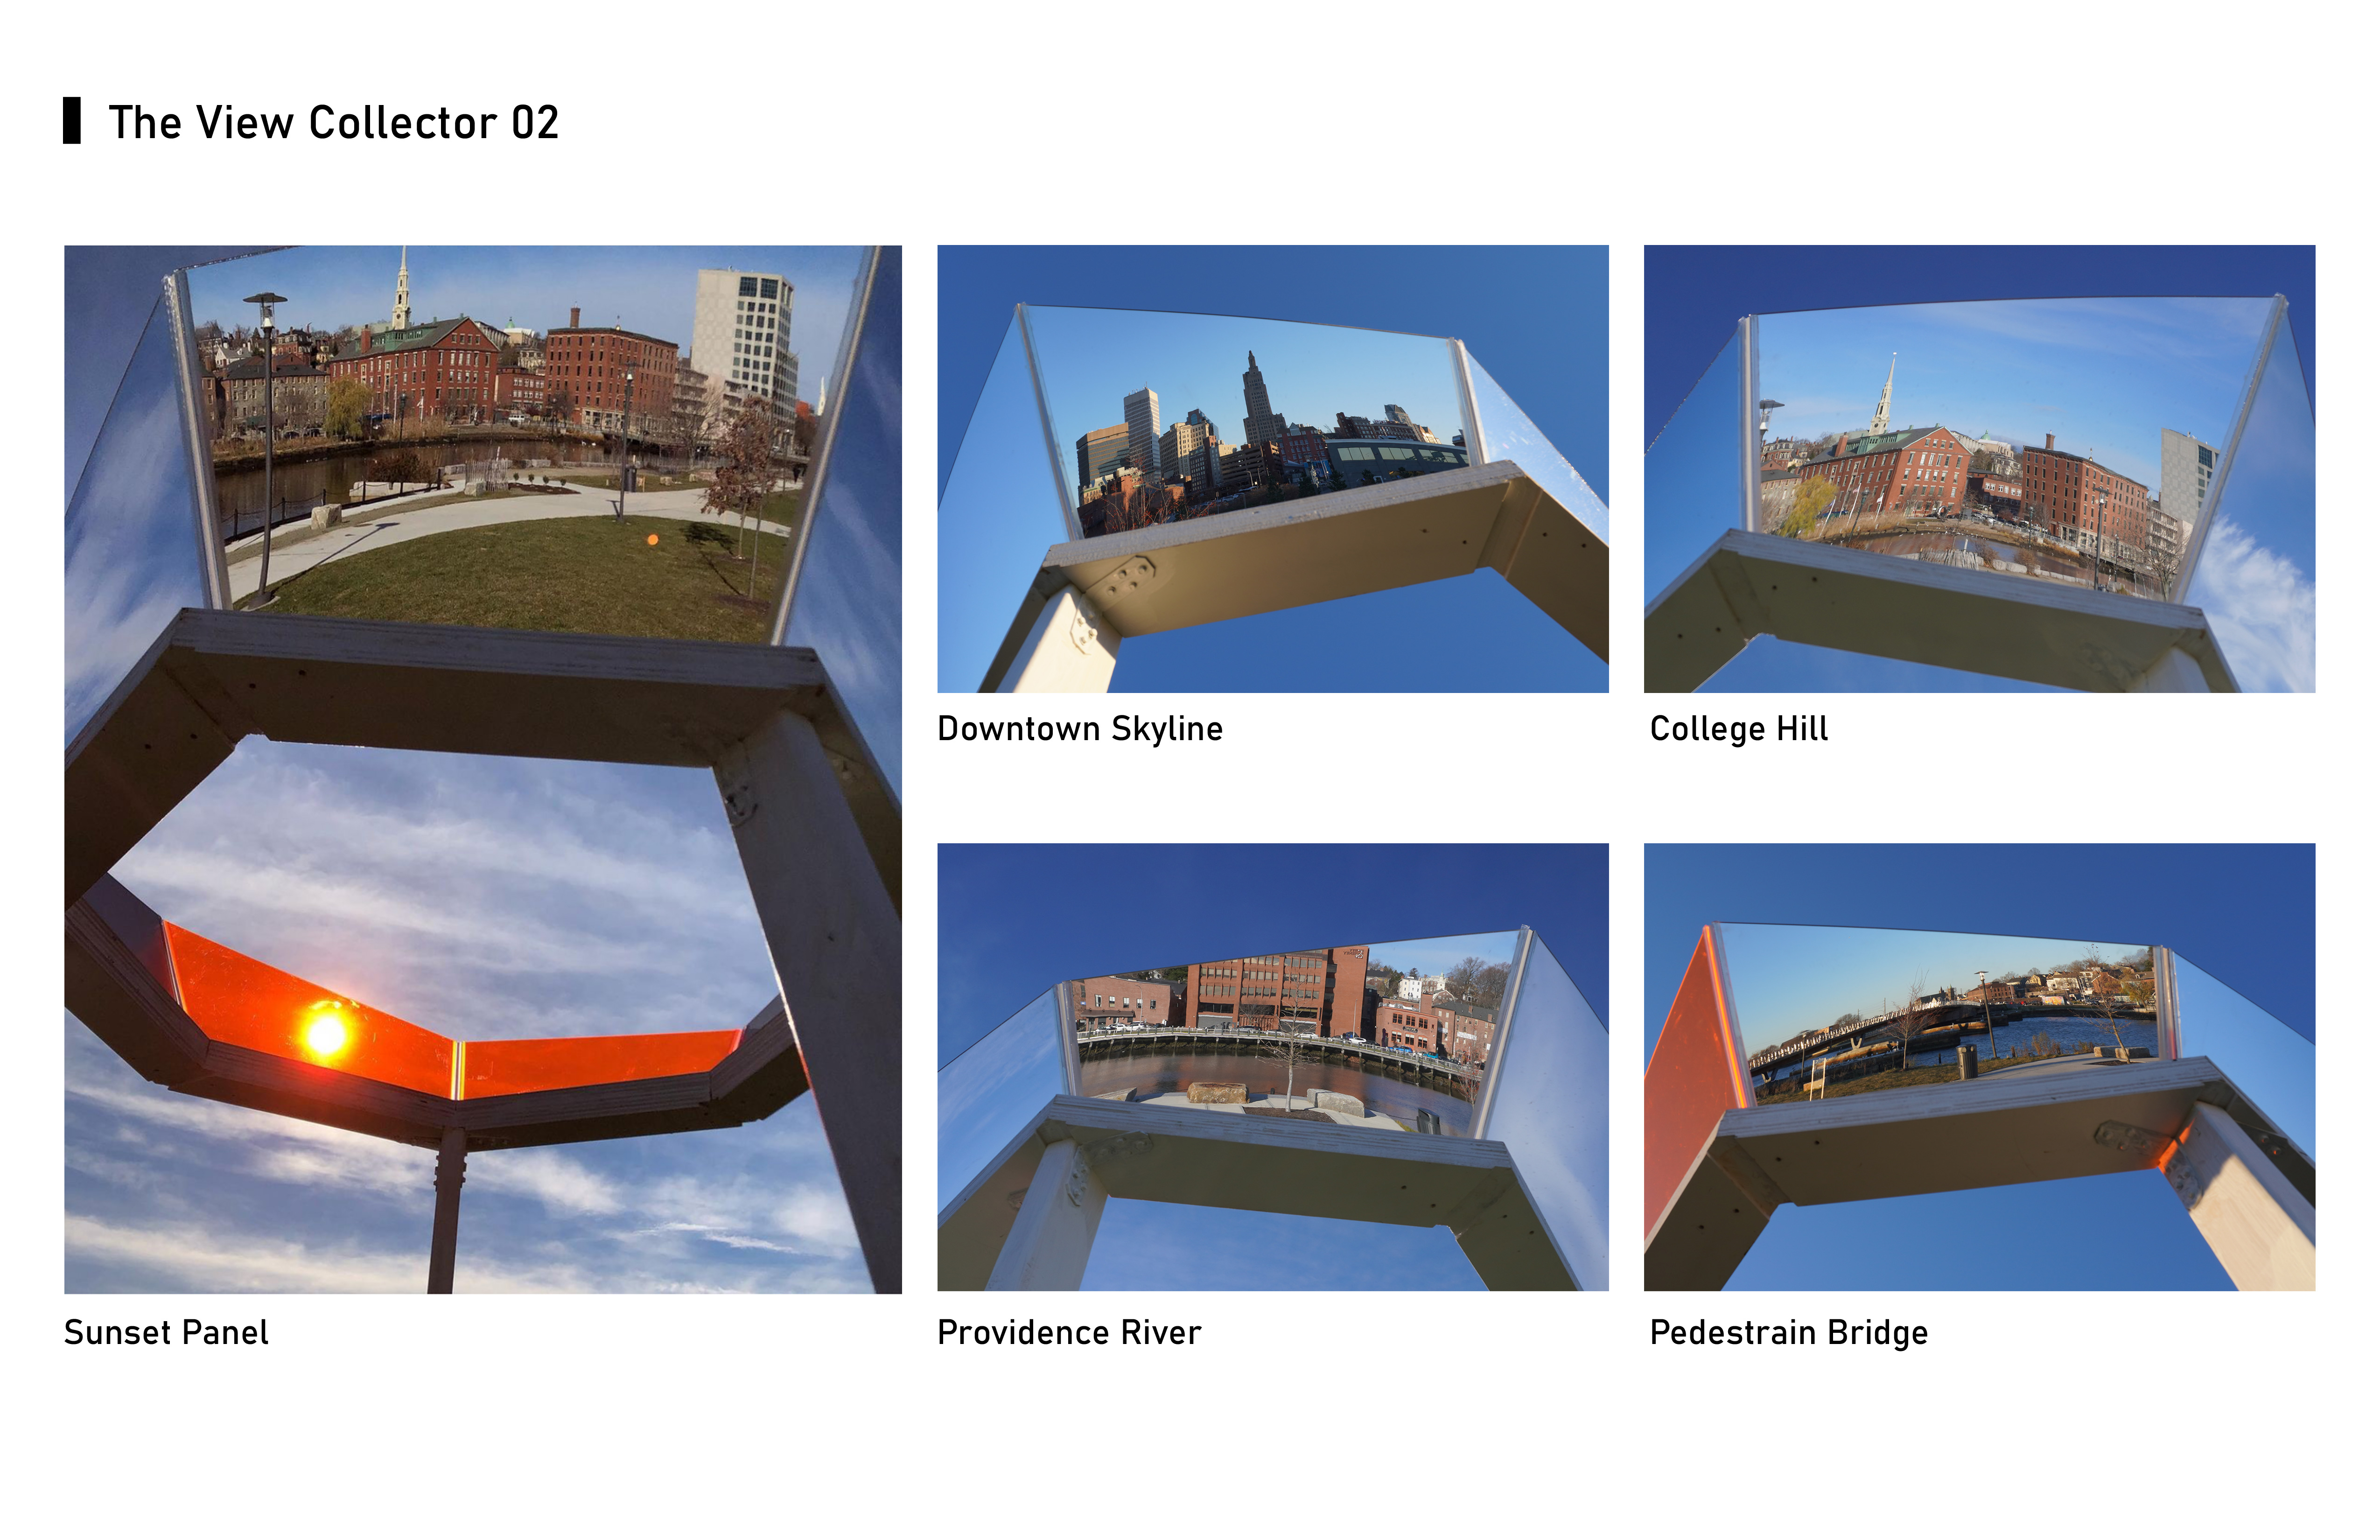 The View Collector 02
Downtown Skyline
College Hill
Sunset Panel
Providence River
Pedestrain Bridge